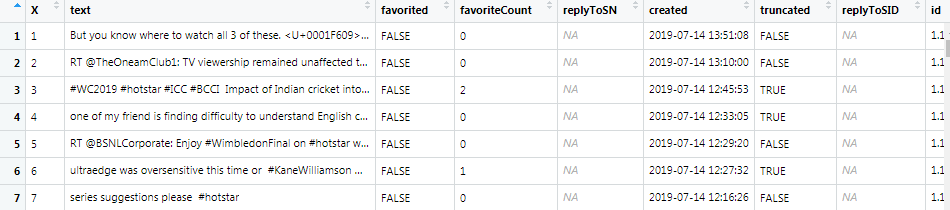 X text favorited favoriteCount replyToSN created truncated replyToSID id
1 1 But you know where to watch all 3 of these. <U+0001F609>... FALSE 0 NA 2019-07-14 13:51:08 FALSE NA 1.1
2 2 RT @TheOneamClub1: TV viewership remained unaffected t... FALSE 0 NA 2019-07-14 13:10:00 FALSE NA 1.1
3 3 #WC2019 #hotstar #ICC #BCCI Impact of Indian cricket into... FALSE 2 NA 2019-07-14 12:45:53 TRUE NA 1.1
4 4 one of my friend is finding difficulty to understand English c... FALSE 0 NA 2019-07-14 12:33:05 TRUE NA 1.1
5 5 RT @BSNLCorporate: Enjoy #WimbledonFinal on #hotstar w... FALSE 0 NA 2019-07-14 12:29:20 FALSE NA 1.1
6 6 ultraedge was oversensitive this time or #KaneWilliamson ... FALSE 1 NA 2019-07-14 12:27:32 TRUE NA 1.1
7 7 series suggestions please #hotstar FALSE 0 NA 2019-07-14 12:16:26 FALSE NA 1.1